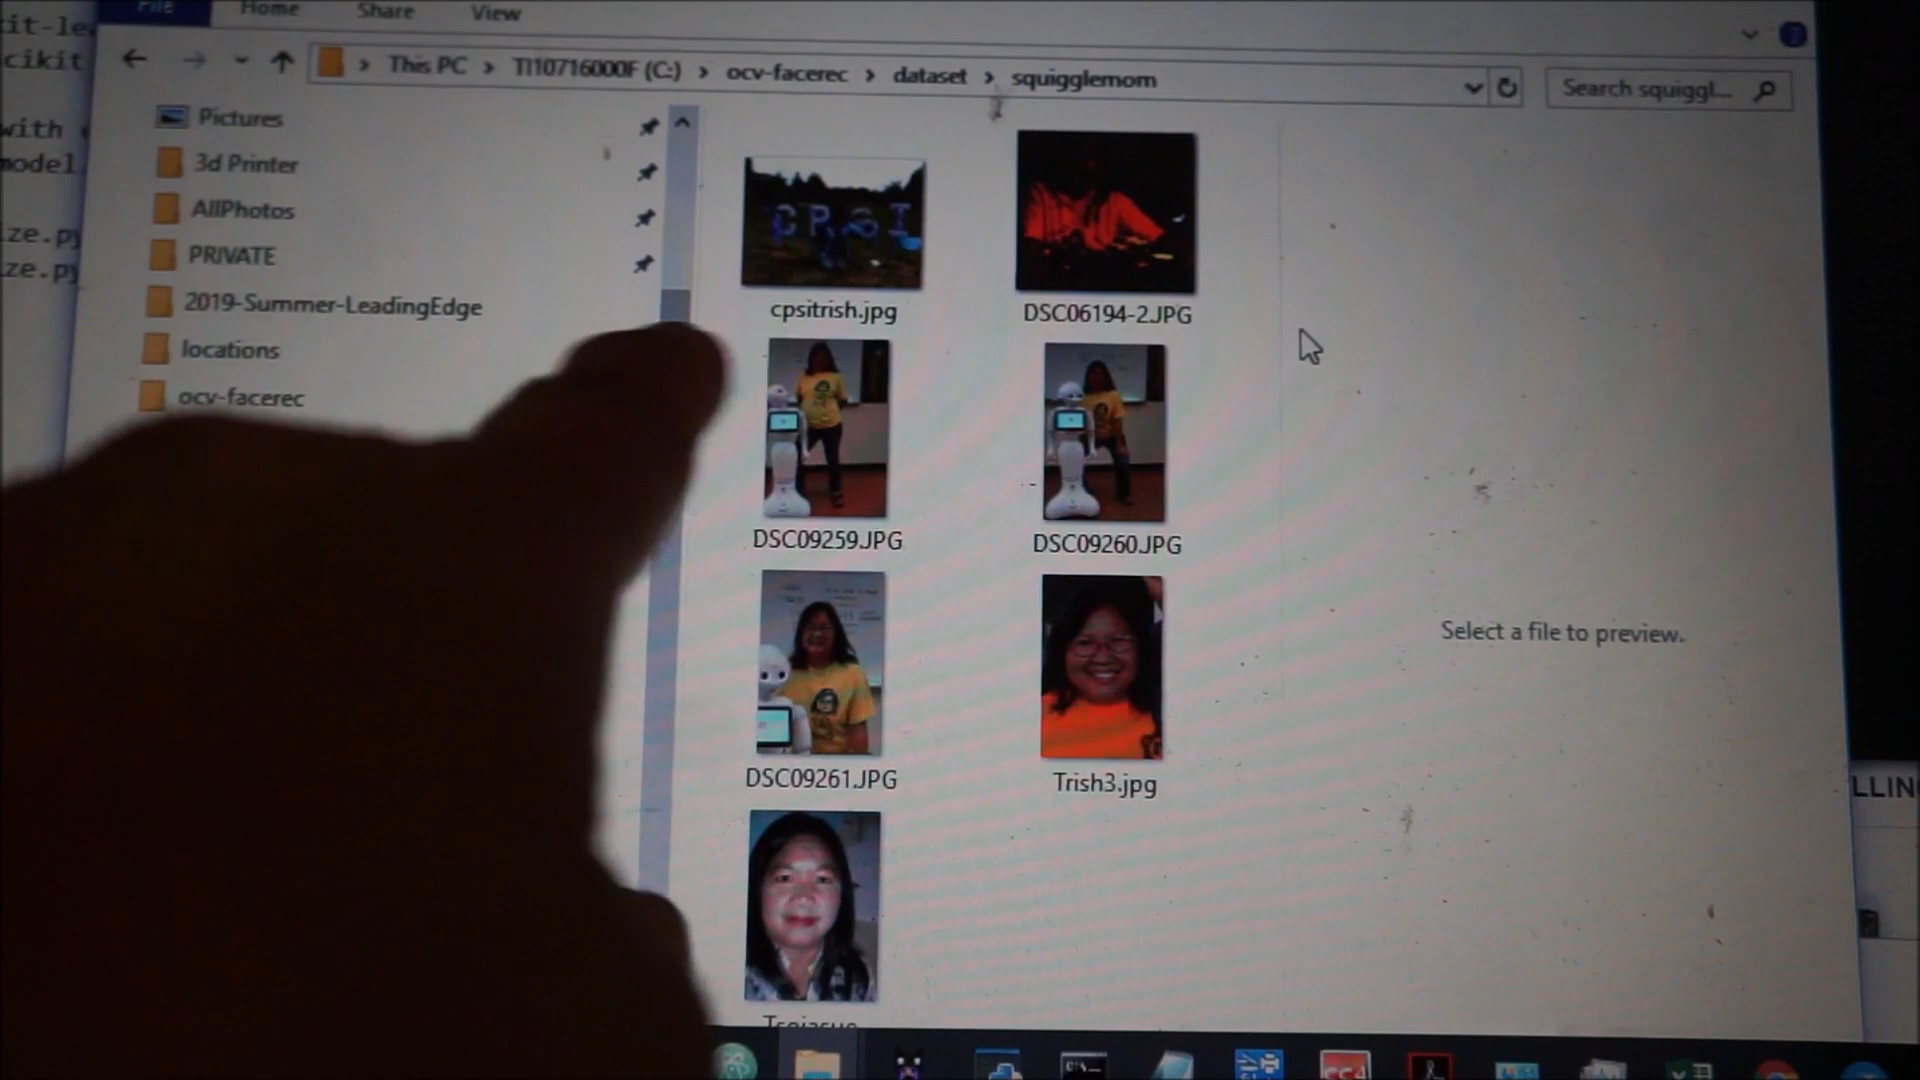 File Home Share View
This PC > TI10716000F (C:) > ocv-facerec > dataset > squigglemom
Search squiggl...
Pictures
3d Printer
AllPhotos
PRIVATE
2019-Summer-LeadingEdge
locations
ocv-facerec
with
model
ze.py
ze.py
CPSI
cpsitrish.jpg
DSC06194-2.JPG
DSC09259.JPG
DSC09260.JPG
DSC09261.JPG
Trish3.jpg
Select a file to preview.
LLIN